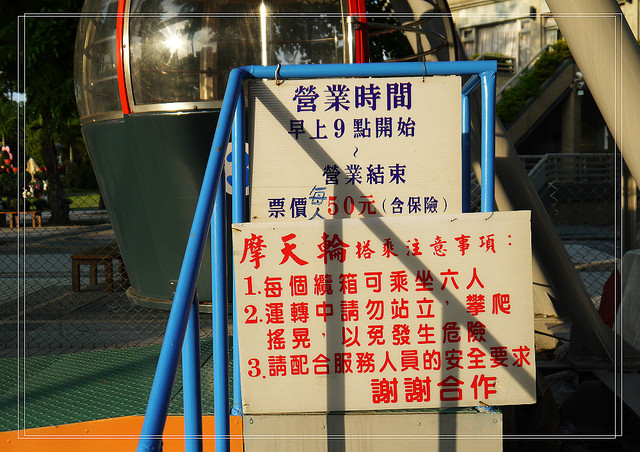 營業時間
早上9點開始
~
營業結束
票價每人50元(含保險)
摩天輪搭乘注意事項：
1.每個纜箱可乘坐六人
2.運轉中請勿站立，攀爬
搖晃，以免發生危險
3.請配合服務人員的安全要求
謝謝合作